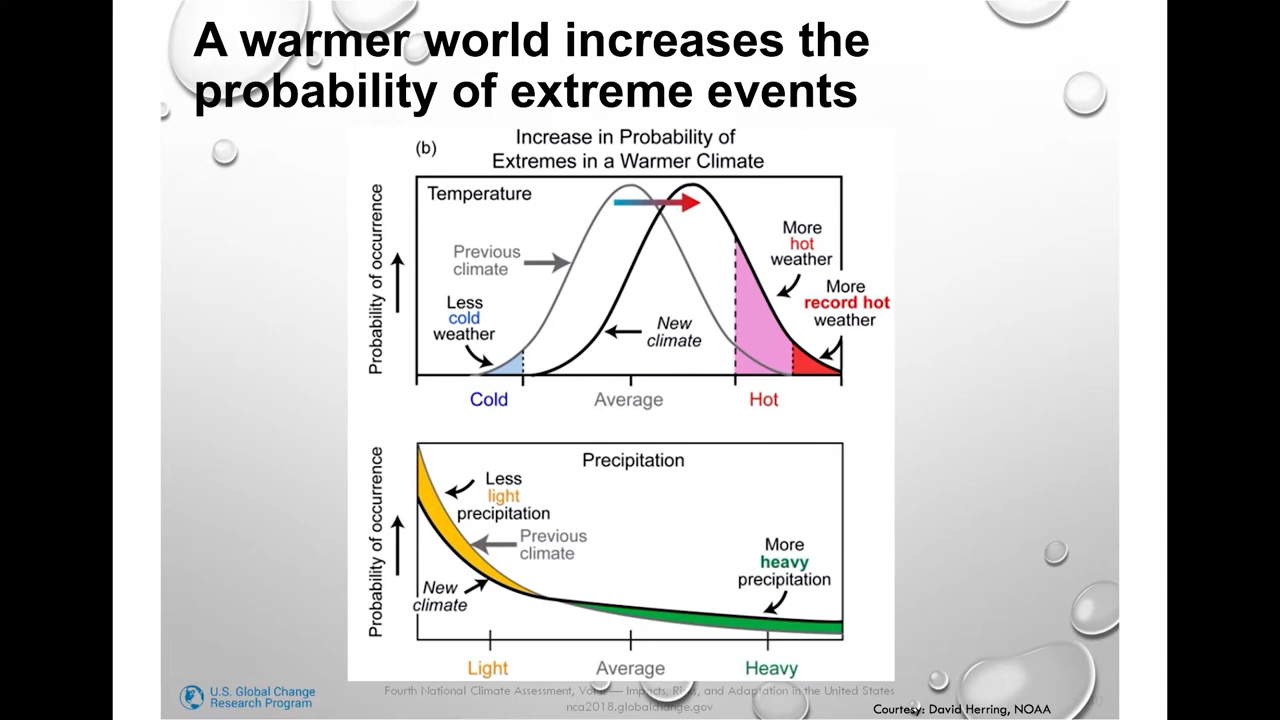 A warmer world increases the
probability of extreme events
(b)
Increase in Probability of
Extremes in a Warmer Climate
Temperature
Probability of occurrence
Previous
climate
Less
cold
weather
New
climate
More
hot
weather
More
record hot
weather
Cold
Average
Hot
Precipitation
Probability of occurrence
Less
light
precipitation
Previous
climate
New
climate
More
heavy
precipitation
Light
Average
Heavy
U.S. Global Change
Research Program
Fourth National Climate Assessment, Vol — Impacts, and Adaptation in the United States
nca2018.globalchange.gov
Courtesy: David Herring, NOAA